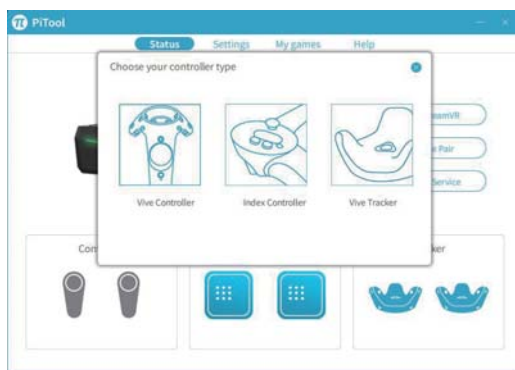 PiTool
Status Settings My games Help
Choose your controller type
eamVR
e Pair
Service
Vive Controller Index Controller Vive Tracker
Con
ker